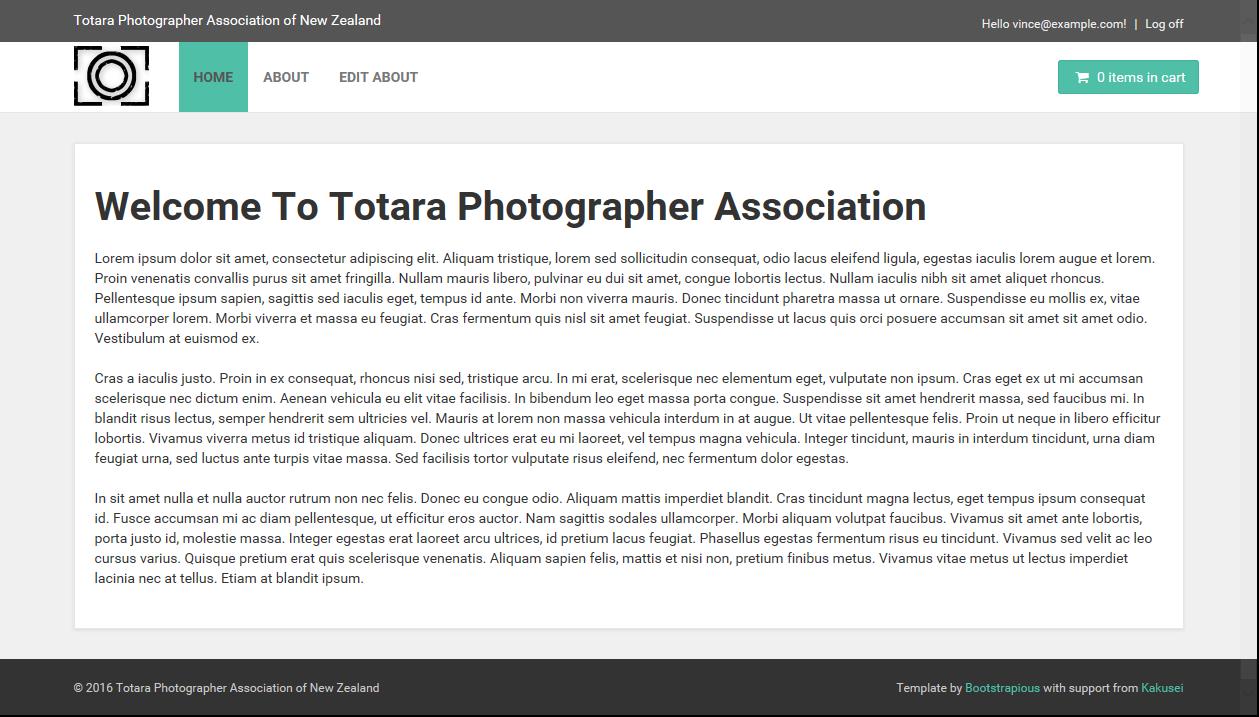 Totara Photographer Association of New Zealand
Hello vince@example.com! | Log off
HOME ABOUT EDIT ABOUT
0 items in cart
Welcome To Totara Photographer Association
Lorem ipsum dolor sit amet, consectetur adipiscing elit. Aliquam tristique, lorem sed sollicitudin consequat, odio lacus eleifend ligula, egestas iaculis lorem augue et lorem.
Proin venenatis convallis purus sit amet fringilla. Nullam mauris libero, pulvinar eu dui sit amet, congue lobortis lectus. Nullam iaculis nibh sit amet aliquet rhoncus.
Pellentesque ipsum sapien, sagittis sed iaculis eget, tempus id ante. Morbi non viverra mauris. Donec tincidunt pharetra massa ut ornare. Suspendisse eu mollis ex, vitae
ullamcorper lorem. Morbi viverra et massa eu feugiat. Cras fermentum quis nisl sit amet feugiat. Suspendisse ut lacus quis orci posuere accumsan sit amet sit amet odio.
Vestibulum at euismod ex.
Cras a iaculis justo. Proin in ex consequat, rhoncus nisi sed, tristique arcu. In mi erat, scelerisque nec elementum eget, vulputate non ipsum. Cras eget ex ut mi accumsan
scelerisque nec dictum enim. Aenean vehicula eu elit vitae facilisis. In bibendum leo eget massa porta congue. Suspendisse sit amet hendrerit massa, sed faucibus mi. In
blandit risus lectus, semper hendrerit sem ultricies vel. Mauris at lorem non massa vehicula interdum in at augue. Ut vitae pellentesque felis. Proin ut neque in libero efficitur
lobortis. Vivamus viverra metus id tristique aliquam. Donec ultrices erat eu mi laoreet, vel tempus magna vehicula. Integer tincidunt, mauris in interdum tincidunt, urna diam
feugiat urna, sed luctus ante turpis vitae massa. Sed facilisis tortor vulputate risus eleifend, nec fermentum dolor egestas.
In sit amet nulla et nulla auctor rutrum non nec felis. Donec eu congue odio. Aliquam mattis imperdiet blandit. Cras tincidunt magna lectus, eget tempus ipsum consequat
id. Fusce accumsan mi ac diam pellentesque, ut efficitur eros auctor. Nam sagittis sodales ullamcorper. Morbi aliquam volutpat faucibus. Vivamus sit amet ante lobortis,
porta justo id, molestie massa. Integer egestas erat laoreet arcu ultrices, id pretium lacus feugiat. Phasellus egestas fermentum risus eu tincidunt. Vivamus sed velit ac leo
cursus varius. Quisque pretium erat quis scelerisque venenatis. Aliquam sapien felis, mattis et nisi non, pretium finibus metus. Vivamus vitae metus ut lectus imperdiet
lacinia nec at tellus. Etiam at blandit ipsum.
© 2016 Totara Photographer Association of New Zealand
Template by Bootstrapious with support from Kakusei